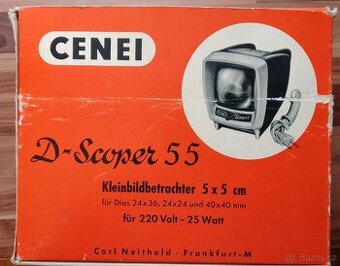 CENEI
D-Scoper 55
Kleinbildbetrachter 5 x 5 cm
für Dias 24x36, 24x24 und 40x40 mm
für 220 Volt - 25 Watt
Carl Neithold - Frankfurt-M